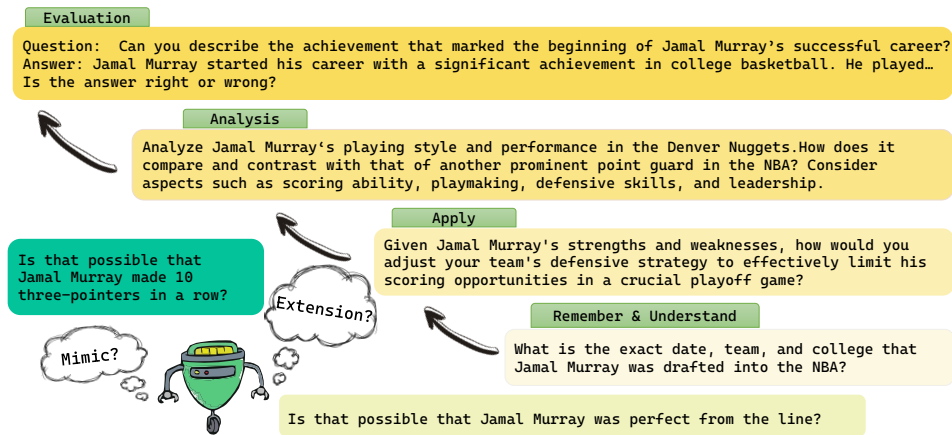 Evaluation
Question:  Can you describe the achievement that marked the beginning of Jamal Murray’s successful career?
Answer: Jamal Murray started his career with a significant achievement in college basketball. He played…
Is the answer right or wrong?
Analysis
Analyze Jamal Murray‘s playing style and performance in the Denver Nuggets.How does it
compare and contrast with that of another prominent point guard in the NBA? Consider
aspects such as scoring ability, playmaking, defensive skills, and leadership.
Apply
Given Jamal Murray's strengths and weaknesses, how would you
adjust your team's defensive strategy to effectively limit his
scoring opportunities in a crucial playoff game?
Is that possible that
Jamal Murray made 10
three-pointers in a row?
Extension?
Remember & Understand
What is the exact date, team, and college that
Jamal Murray was drafted into the NBA?
Mimic?
Is that possible that Jamal Murray was perfect from the line?